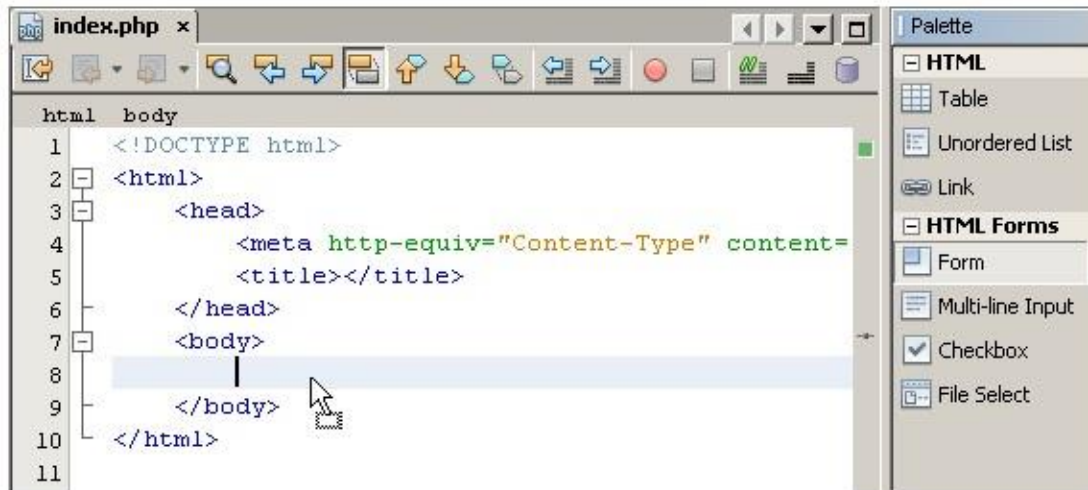 index.php
html body
1 <!DOCTYPE html>
2 <html>
3 <head>
4 <meta http-equiv="Content-Type" content=
5 <title></title>
6 </head>
7 <body>
8
9 </body>
10 </html>
11
Palette
HTML
Table
Unordered List
Link
HTML Forms
Form
Multi-line Input
Checkbox
File Select